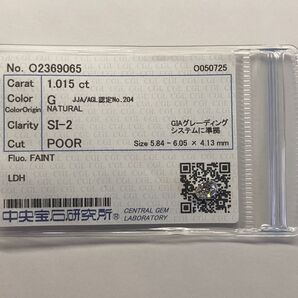 No. O2369065 O050725
Carat 1.015 ct
Color G JJA/AGL認定No.204
ColorOrigin NATURAL
Clarity SI-2 GIAグレーディング
システムに準拠
Cut POOR Size 5.84 - 6.05 × 4.13 mm
Fluo. FAINT
LDH
中央宝石研究所 CENTRAL GEM
LABORATORY